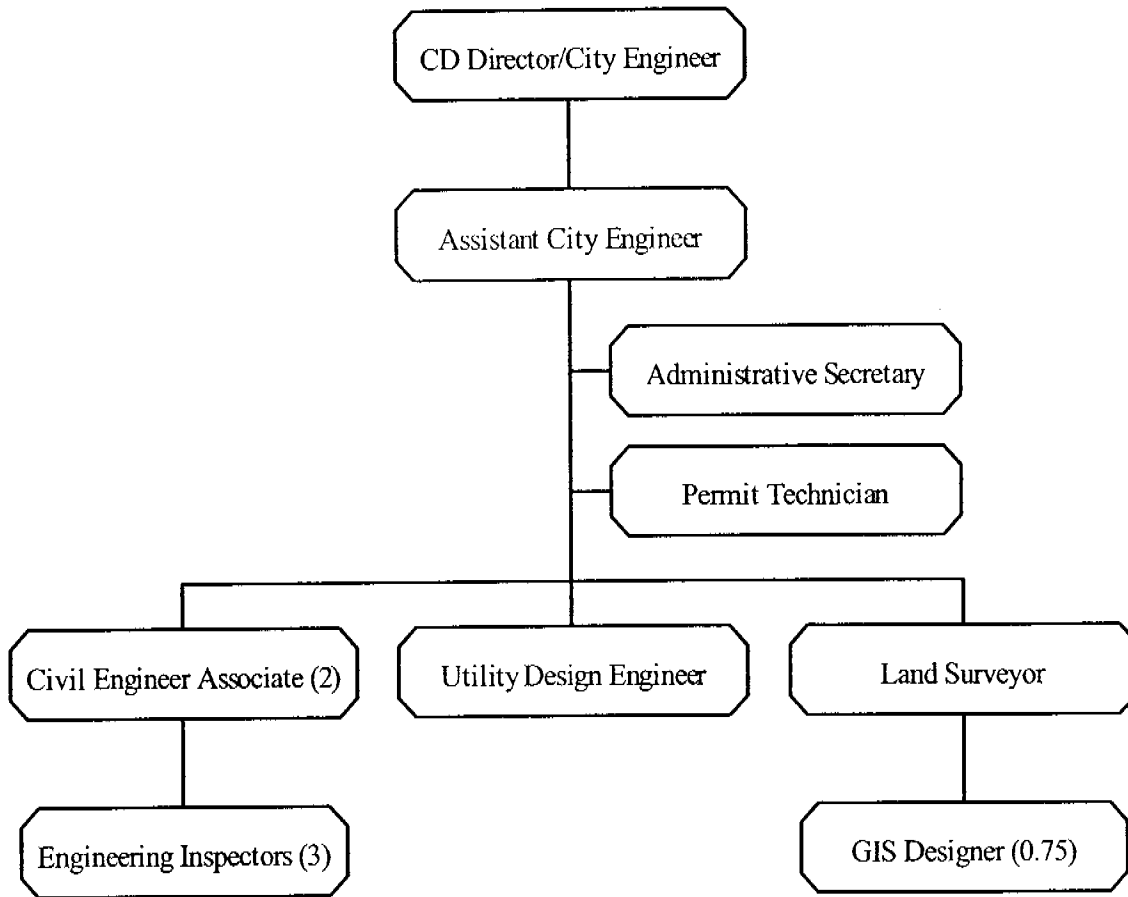 CD Director/City Engineer
Assistant City Engineer
Administrative Secretary
Permit Technician
Civil Engineer Associate (2)
Utility Design Engineer
Land Surveyor
Engineering Inspectors (3)
GIS Designer (0.75)